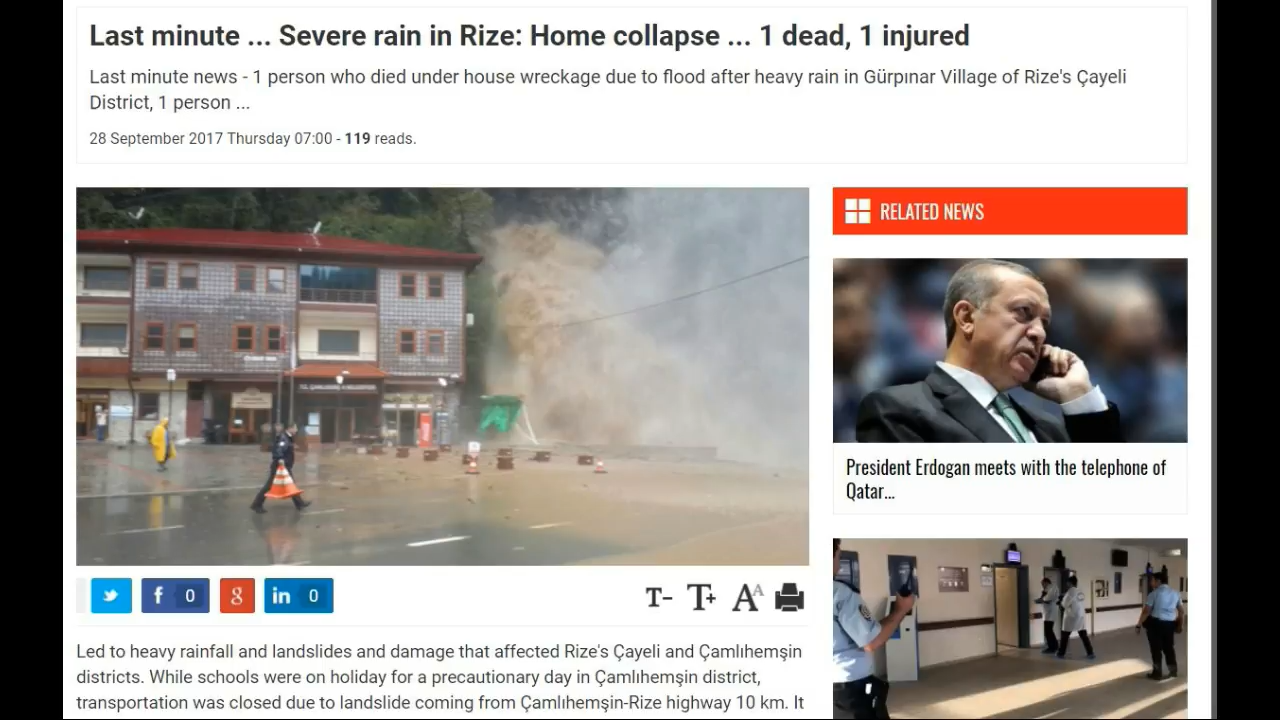 Last minute ... Severe rain in Rize: Home collapse ... 1 dead, 1 injured
Last minute news - 1 person who died under house wreckage due to flood after heavy rain in Gürpınar Village of Rize's Çayeli
District, 1 person ...
28 September 2017 Thursday 07:00 - 119 reads.
RELATED NEWS
President Erdogan meets with the telephone of
Qatar...
f 0
8
in 0
T-
T+
AA
Led to heavy rainfall and landslides and damage that affected Rize's Çayeli and Çamlıhemşin
districts. While schools were on holiday for a precautionary day in Çamlıhemşin district,
transportation was closed due to landslide coming from Çamlıhemşin-Rize highway 10 km. It